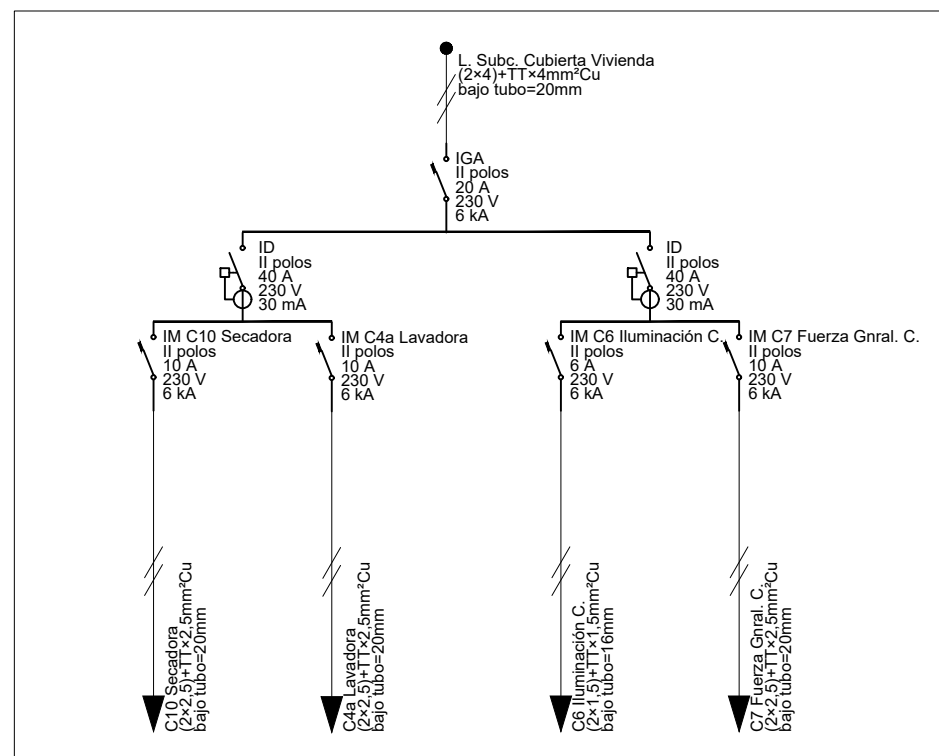 L. Subc. Cubierta Vivienda
(2×4)+TT×4mm²Cu
bajo tubo=20mm
IGA
II polos
20 A
230 V
6 kA
ID
II polos
40 A
230 V
30 mA
ID
II polos
40 A
230 V
30 mA
IM C10 Secadora
II polos
10 A
230 V
6 kA
IM C4a Lavadora
II polos
10 A
230 V
6 kA
IM C6 Iluminación C.
II polos
6 A
230 V
6 kA
IM C7 Fuerza Gnral. C.
II polos
10 A
230 V
6 kA
C10 Secadora
(2×2,5)+TT×2,5mm²Cu
bajo tubo=20mm
C4a Lavadora
(2×2,5)+TT×2,5mm²Cu
bajo tubo=20mm
C6 Iluminación C.
(2×1,5)+TT×1,5mm²Cu
bajo tubo=16mm
C7 Fuerza Gnral. C.
(2×2,5)+TT×2,5mm²Cu
bajo tubo=20mm